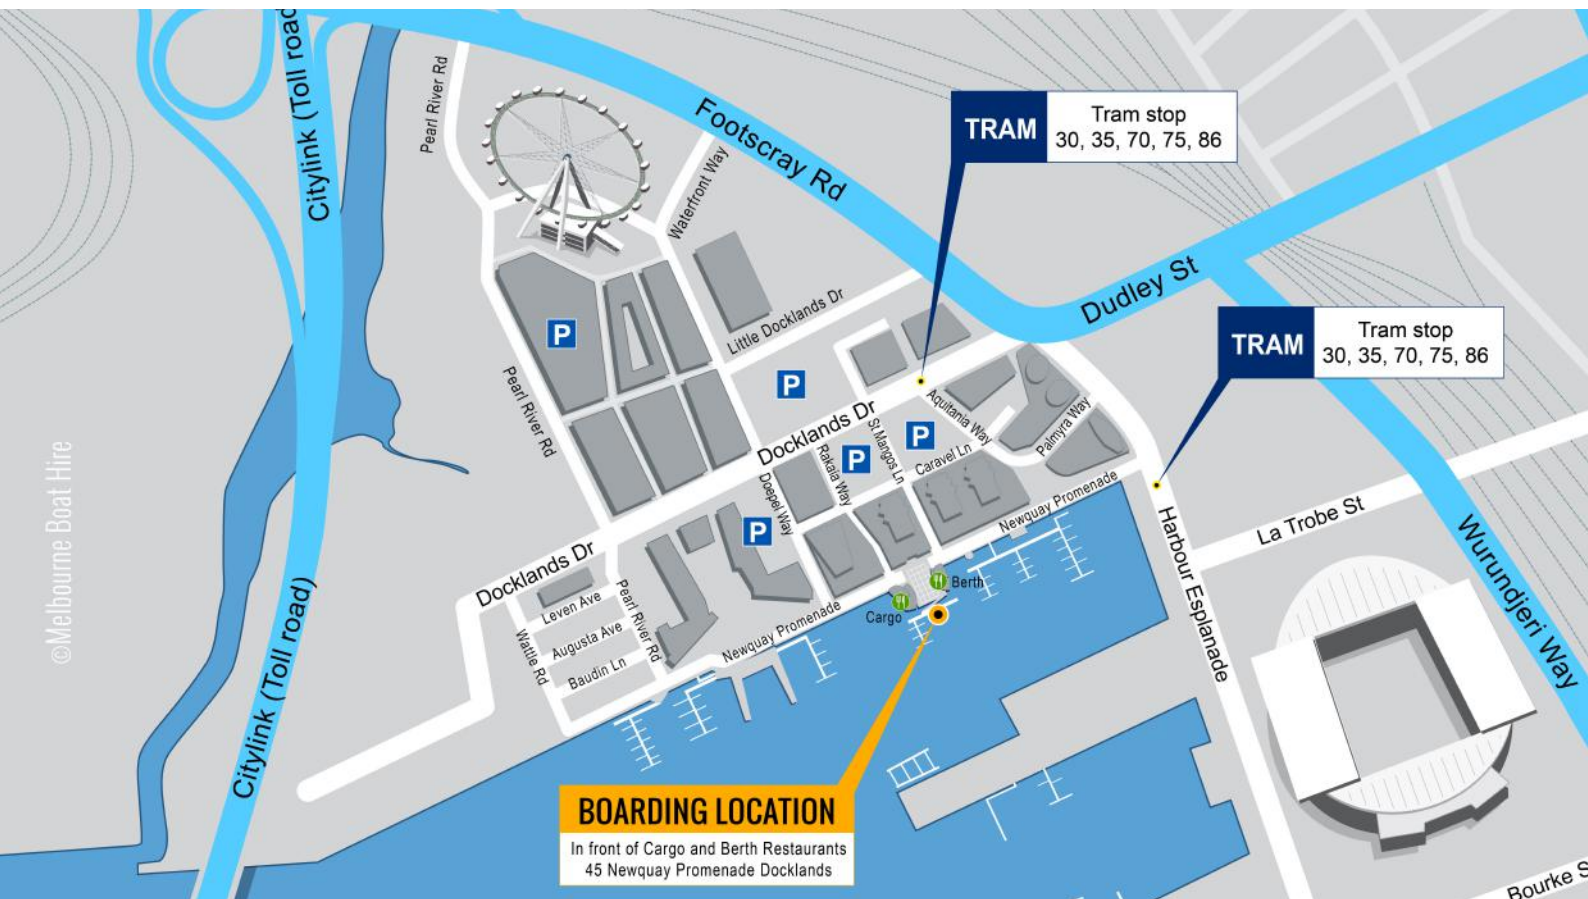 Citylink (Toll road)
Pearl River Rd
Footscray Rd
Waterfront Way
TRAM
Tram stop
30, 35, 70, 75, 86
Citylink (Toll road)
Dudley St
TRAM
Tram stop
30, 35, 70, 75, 86
Little Docklands Dr
P
P
Pearl River Rd
Docklands Dr
Aquitania Way
Palmyra Way
St Mangos Ln
P
P
Rakaia Way
Caravel Ln
Doepel Way
Newquay Promenade
P
©Melbourne Boat Hire
La Trobe St
Harbour Esplanade
Wurundjeri Way
Docklands Dr
Leven Ave
Pearl River Rd
Augusta Ave
Wattle Rd
Baudin Ln
Newquay Promenade
Berth
Cargo
Citylink (Toll road)
BOARDING LOCATION
In front of Cargo and Berth Restaurants
45 Newquay Promenade Docklands
Bourke S